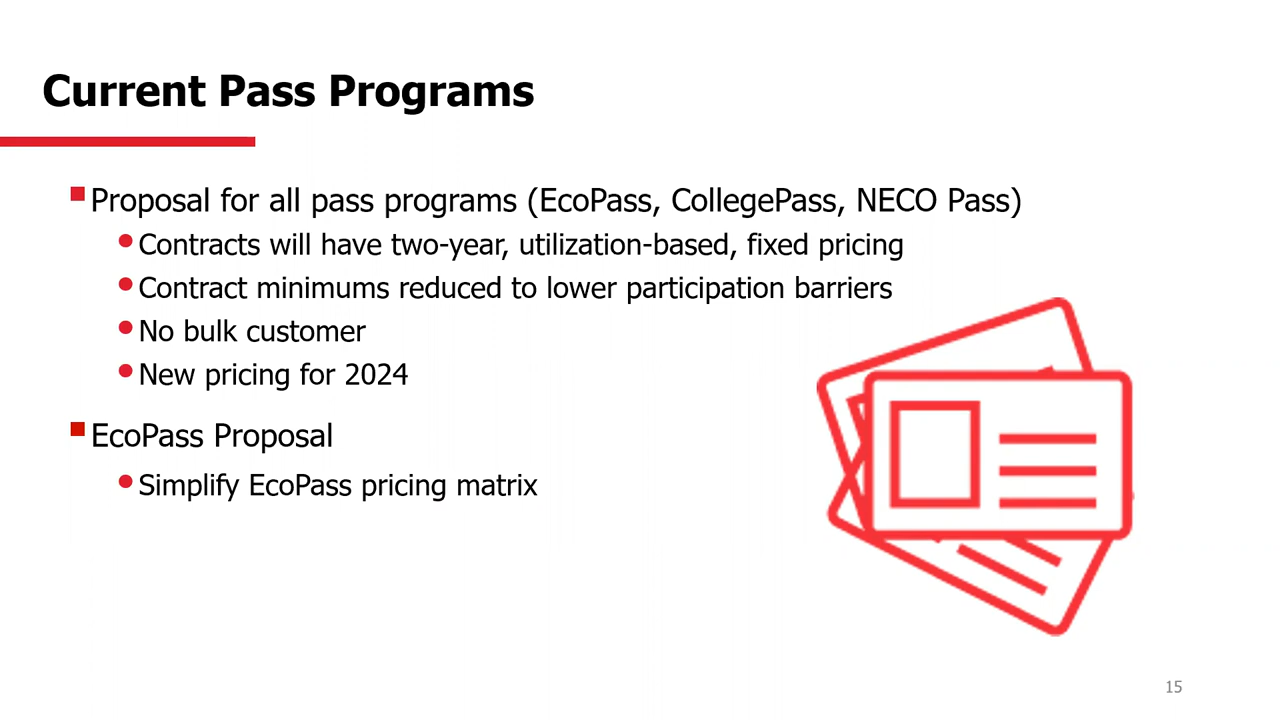 Current Pass Programs
Proposal for all pass programs (EcoPass, CollegePass, NECO Pass)
Contracts will have two-year, utilization-based, fixed pricing
Contract minimums reduced to lower participation barriers
No bulk customer
New pricing for 2024
EcoPass Proposal
Simplify EcoPass pricing matrix
15